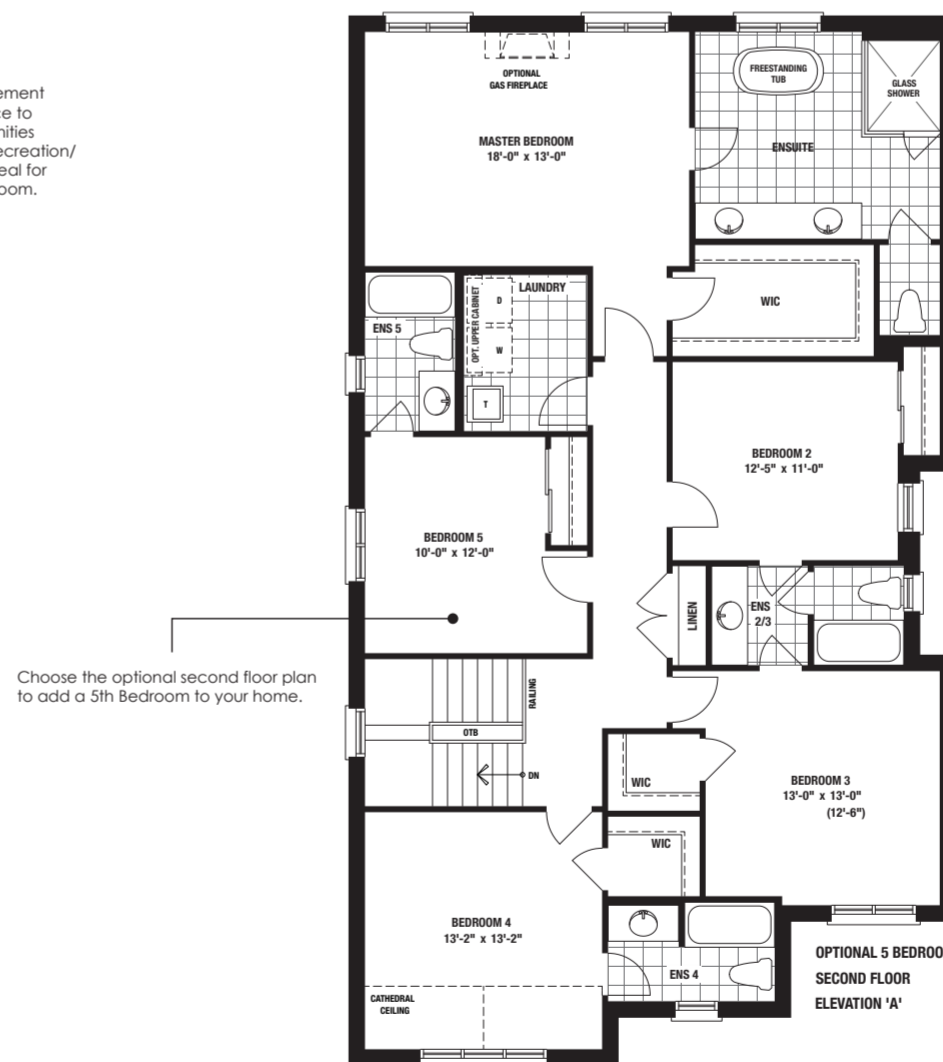 ement
ce to
nities
ecreation/
eal for
oom.
OPTIONAL
GAS FIREPLACE
MASTER BEDROOM
18'-0" x 13'-0"
FREESTANDING
TUB
GLASS
SHOWER
ENSUITE
WIC
ENS 5
OPT. UPPER CABINET
LAUNDRY
D
W
T
BEDROOM 2
12'-5" x 11'-0"
BEDROOM 5
10'-0" x 12'-0"
LINEN
ENS
2/3
Choose the optional second floor plan
to add a 5th Bedroom to your home.
RAILING
OTB
DN
WIC
BEDROOM 3
13'-0" x 13'-0"
(12'-6")
WIC
BEDROOM 4
13'-2" x 13'-2"
ENS 4
CATHEDRAL
CEILING
OPTIONAL 5 BEDROO
SECOND FLOOR
ELEVATION 'A'